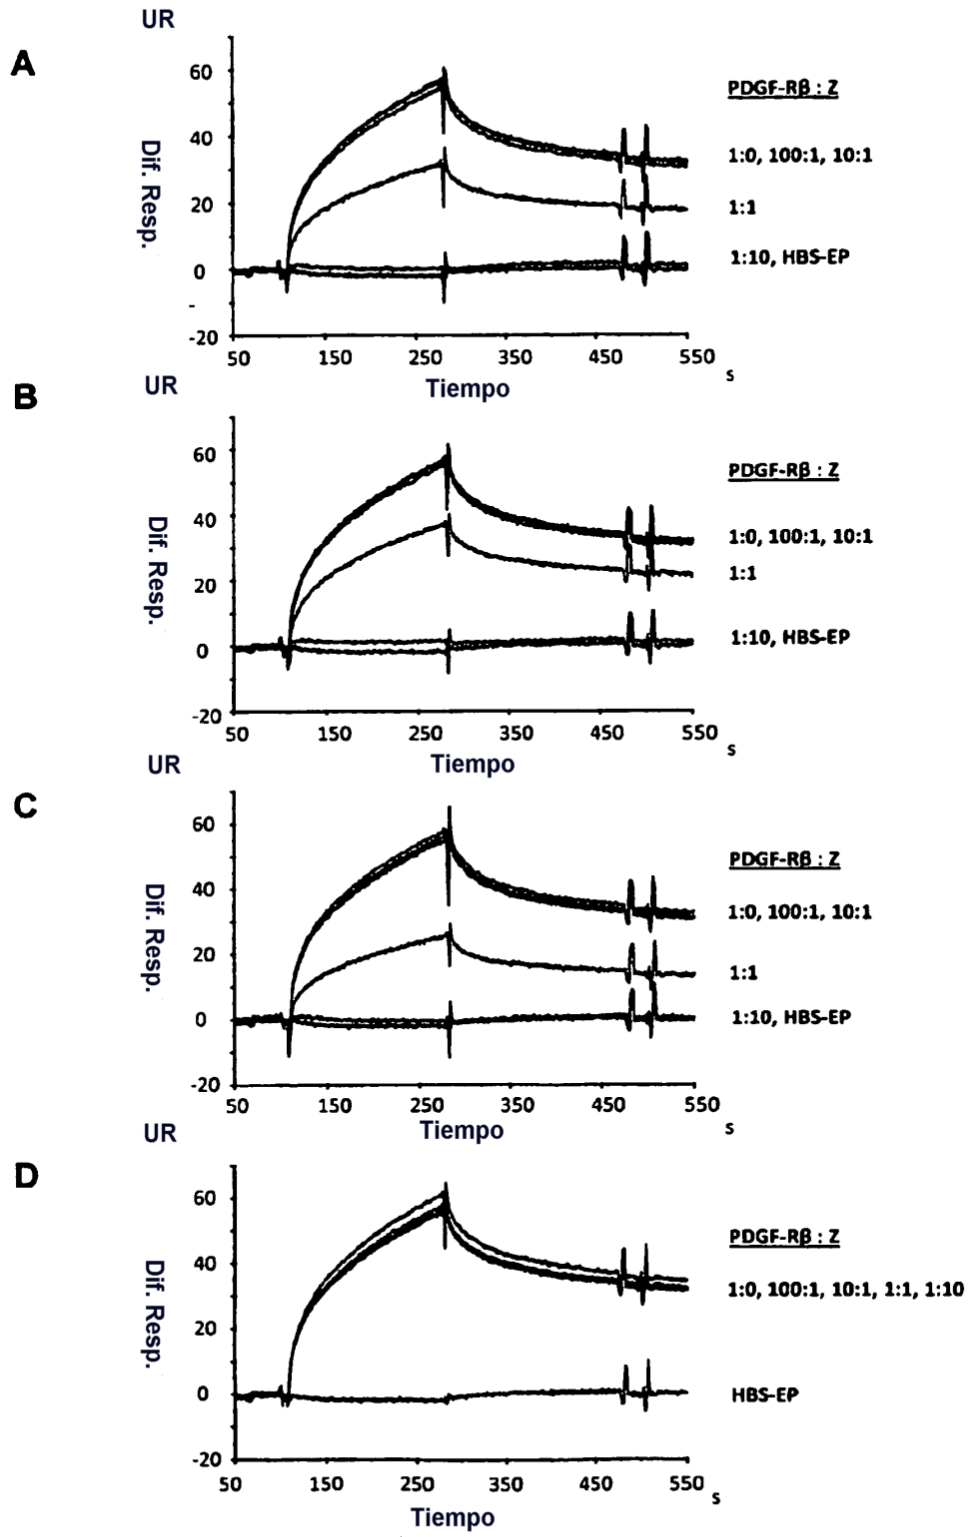 UR
A
60
40
20
0
-
-20
Dif. Resp.
PDGF-Rβ : Z
1:0, 100:1, 10:1
1:1
1:10, HBS-EP
50 150 250 350 450 550
s
Tiempo
UR
B
60
40
20
0
-20
Dif. Resp.
PDGF-Rβ : Z
1:0, 100:1, 10:1
1:1
1:10, HBS-EP
50 150 250 350 450 550
s
Tiempo
UR
C
60
40
20
0
-20
Dif. Resp.
PDGF-Rβ : Z
1:0, 100:1, 10:1
1:1
1:10, HBS-EP
50 150 250 350 450 550
s
Tiempo
UR
D
60
40
20
0
-20
Dif. Resp.
PDGF-Rβ : Z
1:0, 100:1, 10:1, 1:1, 1:10
HBS-EP
50 150 250 350 450 550
s
Tiempo